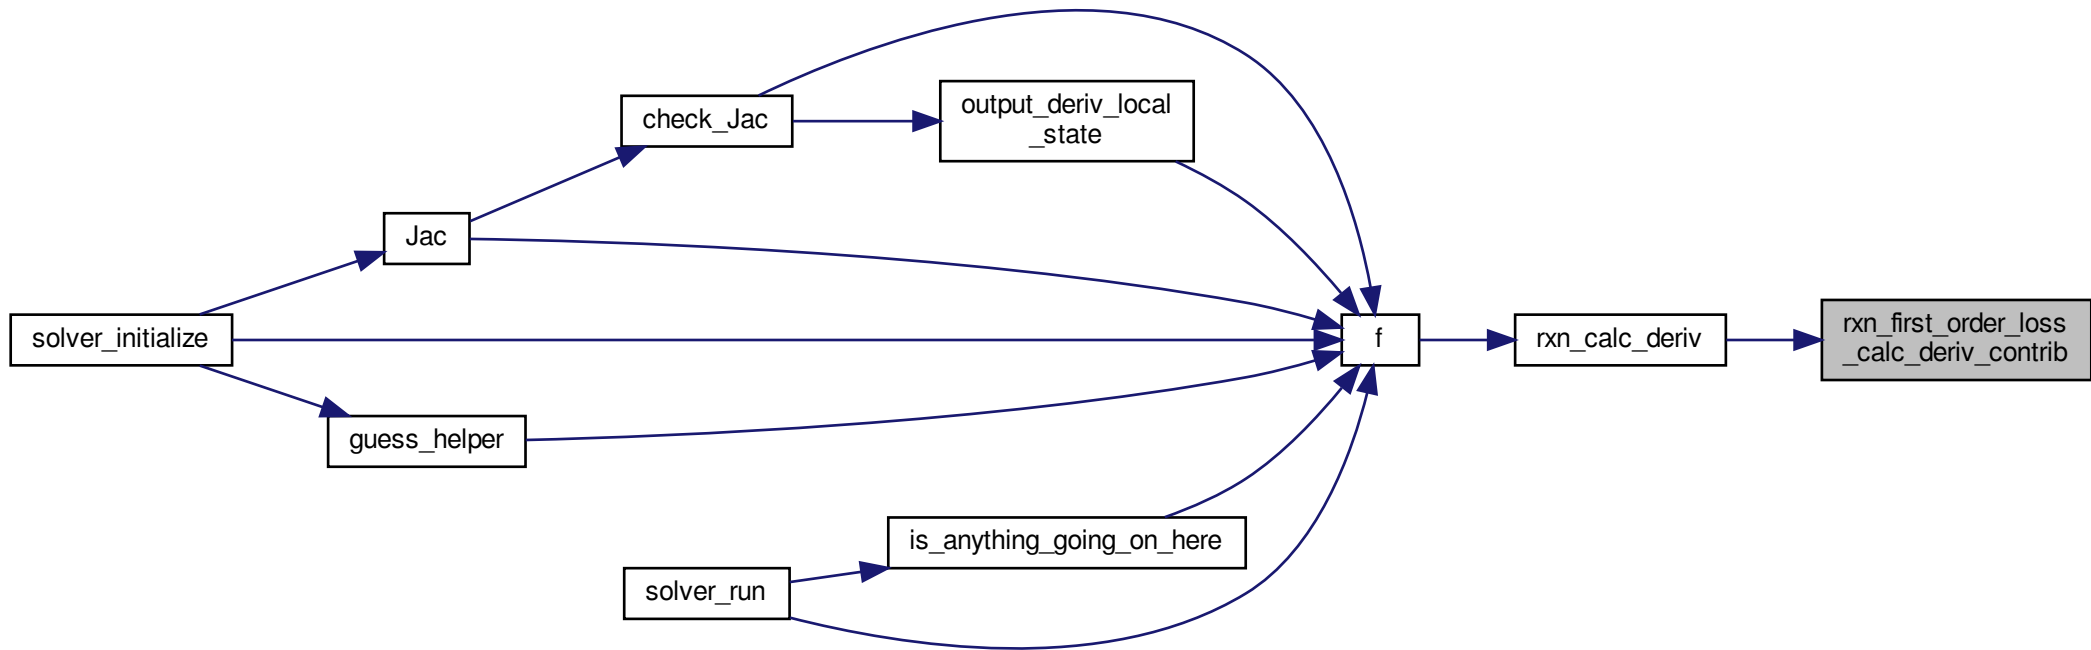 check_Jac
output_deriv_local
_state
Jac
solver_initialize
f
rxn_calc_deriv
rxn_first_order_loss
_calc_deriv_contrib
guess_helper
is_anything_going_on_here
solver_run